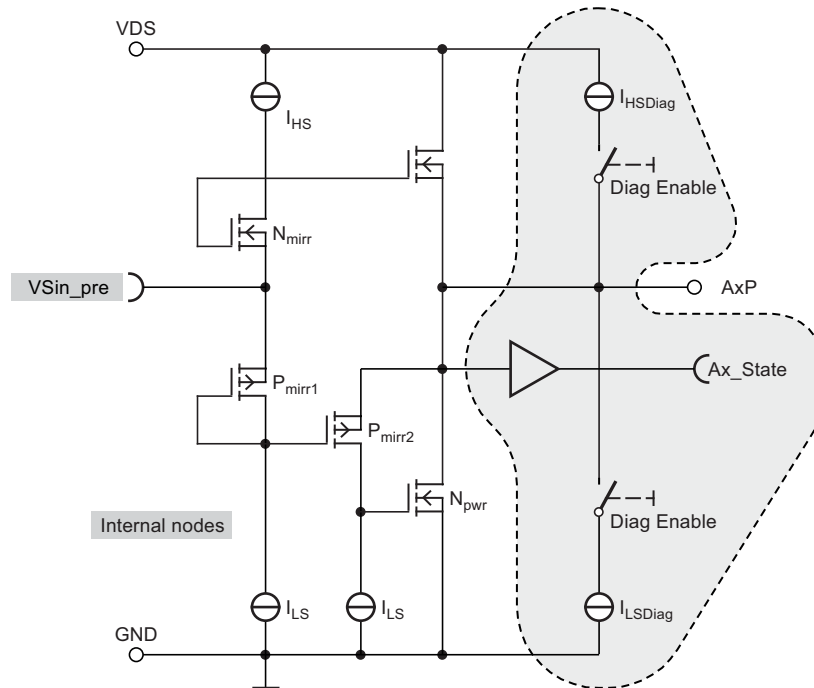 VDS
I_HS
I_HSDiag
Diag Enable
N_mirr
VSin_pre
AxP
P_mirr1
Ax_State
P_mirr2
N_pwr
Internal nodes
Diag Enable
I_LS
I_LS
I_LSDiag
GND